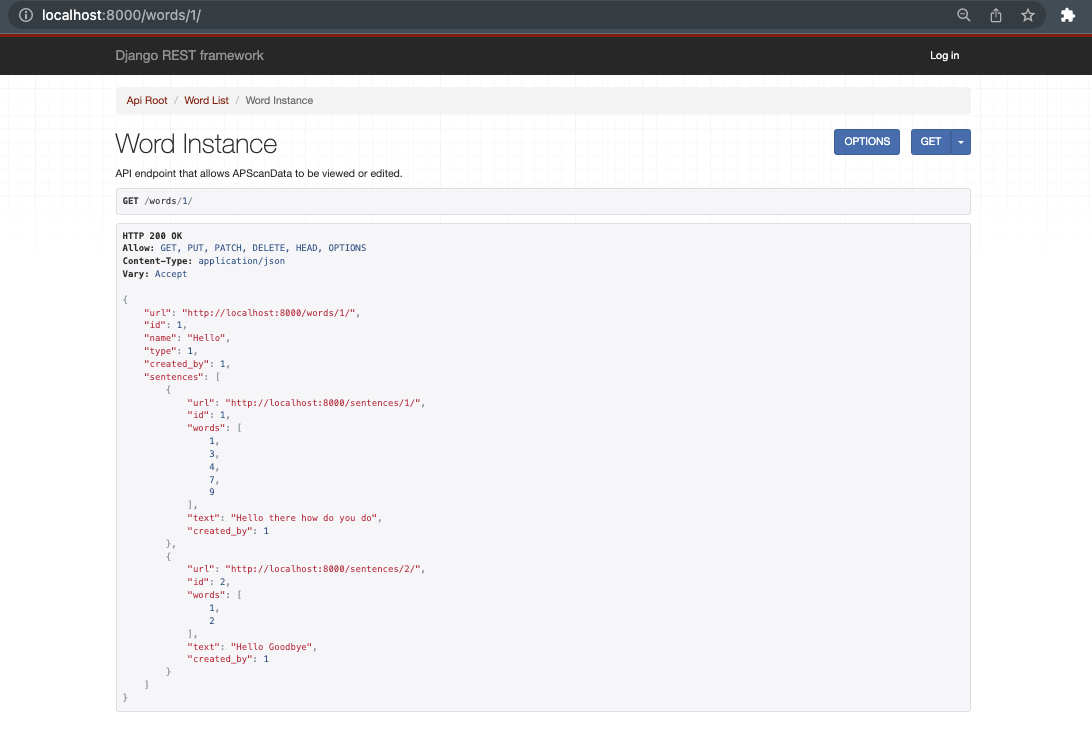 localhost:8000/words/1/
Django REST framework
Log in
Api Root / Word List / Word Instance
Word Instance
OPTIONS
GET
API endpoint that allows APScanData to be viewed or edited.
GET /words/1/
HTTP 200 OK
Allow: GET, PUT, PATCH, DELETE, HEAD, OPTIONS
Content-Type: application/json
Vary: Accept
{
    "url": "http://localhost:8000/words/1/",
    "id": 1,
    "name": "Hello",
    "type": 1,
    "created_by": 1,
    "sentences": [
        {
            "url": "http://localhost:8000/sentences/1/",
            "id": 1,
            "words": [
                1,
                3,
                4,
                7,
                9
            ],
            "text": "Hello there how do you do",
            "created_by": 1
        },
        {
            "url": "http://localhost:8000/sentences/2/",
            "id": 2,
            "words": [
                1,
                2
            ],
            "text": "Hello Goodbye",
            "created_by": 1
        }
    ]
}